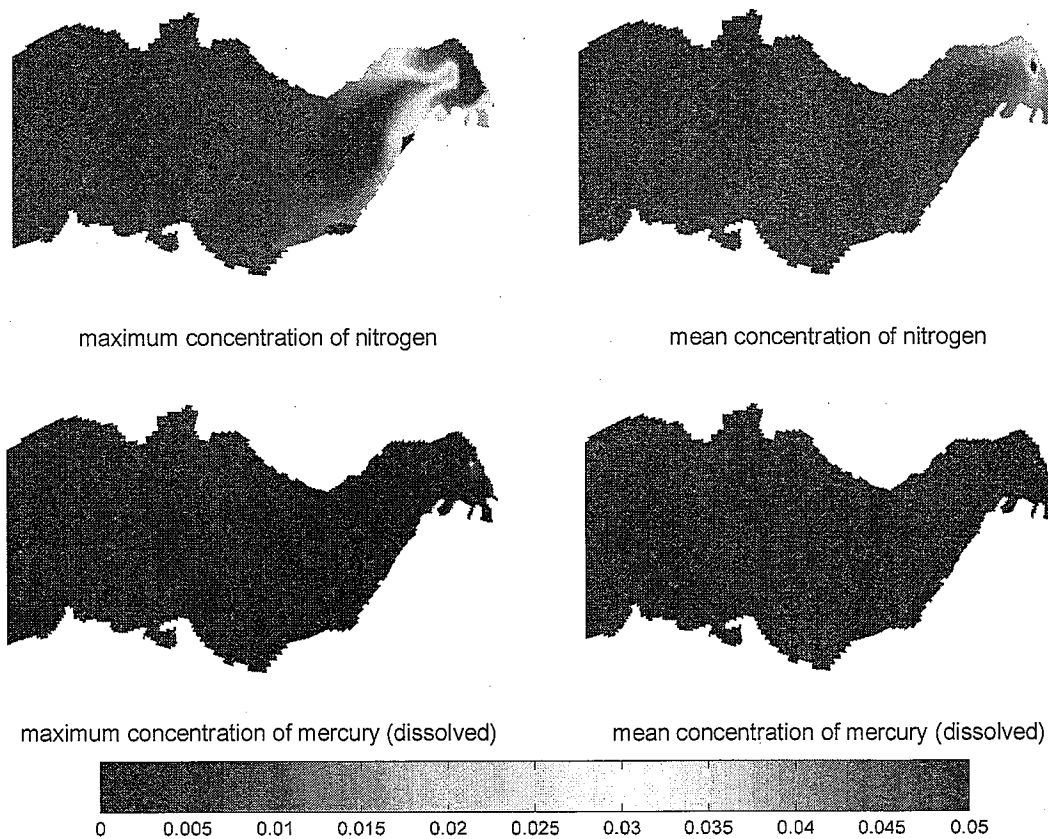 maximum concentration of nitrogen
mean concentration of nitrogen
maximum concentration of mercury (dissolved)
mean concentration of mercury (dissolved)
0 0.005 0.01 0.015 0.02 0.025 0.03 0.035 0.04 0.045 0.05